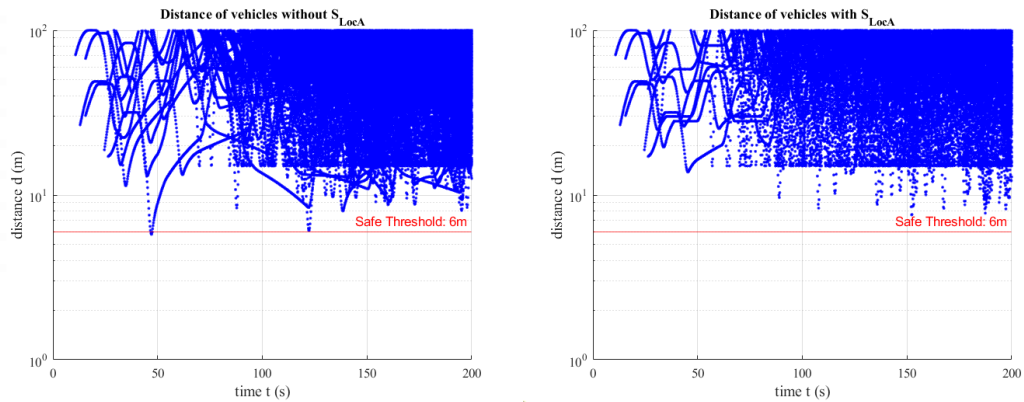 Distance of vehicles without S_LocA
10^2
10^1
10^0
distance d (m)
Safe Threshold: 6m
0 50 100 150 200
time t (s)
Distance of vehicles with S_LocA
10^2
10^1
10^0
distance d (m)
Safe Threshold: 6m
0 50 100 150 200
time t (s)